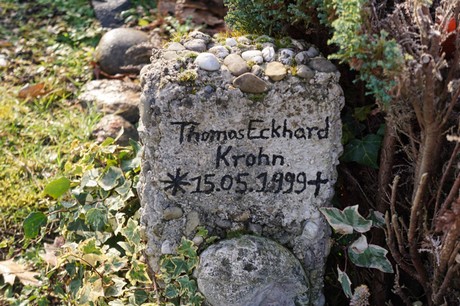 Thomas Eckhard
Krohn
* 15.05.1999 +